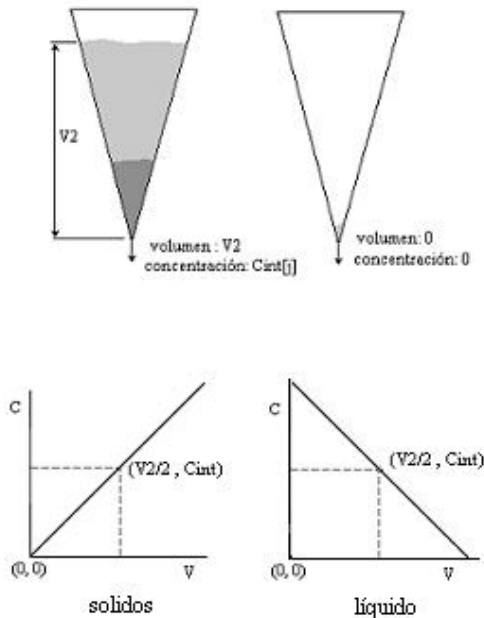 V2
volumen : V2
concentración: Cint[j]
volumen: 0
concentración: 0
C
(V2/2 , Cint)
(0, 0)
V
solidos
C
(V2/2 , Cint)
(0, 0)
V
líquido